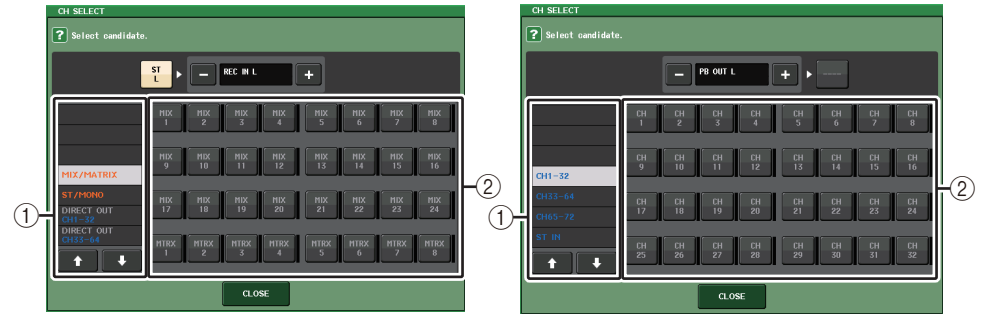 CH SELECT
? Select candidate.
ST L REC IN L
MIX/MATRIX
ST/MONO
DIRECT OUT
CH1-32
DIRECT OUT
CH33-64
MIX 1 MIX 2 MIX 3 MIX 4 MIX 5 MIX 6 MIX 7 MIX 8
MIX 9 MIX 10 MIX 11 MIX 12 MIX 13 MIX 14 MIX 15 MIX 16
MIX 17 MIX 18 MIX 19 MIX 20 MIX 21 MIX 22 MIX 23 MIX 24
MTRX 1 MTRX 2 MTRX 3 MTRX 4 MTRX 5 MTRX 6 MTRX 7 MTRX 8
CLOSE
1
2
CH SELECT
? Select candidate.
PB OUT L ----
CH1-32
CH33-64
CH65-72
ST IN
CH 1 CH 2 CH 3 CH 4 CH 5 CH 6 CH 7 CH 8
CH 9 CH 10 CH 11 CH 12 CH 13 CH 14 CH 15 CH 16
CH 17 CH 18 CH 19 CH 20 CH 21 CH 22 CH 23 CH 24
CH 25 CH 26 CH 27 CH 28 CH 29 CH 30 CH 31 CH 32
CLOSE
1
2